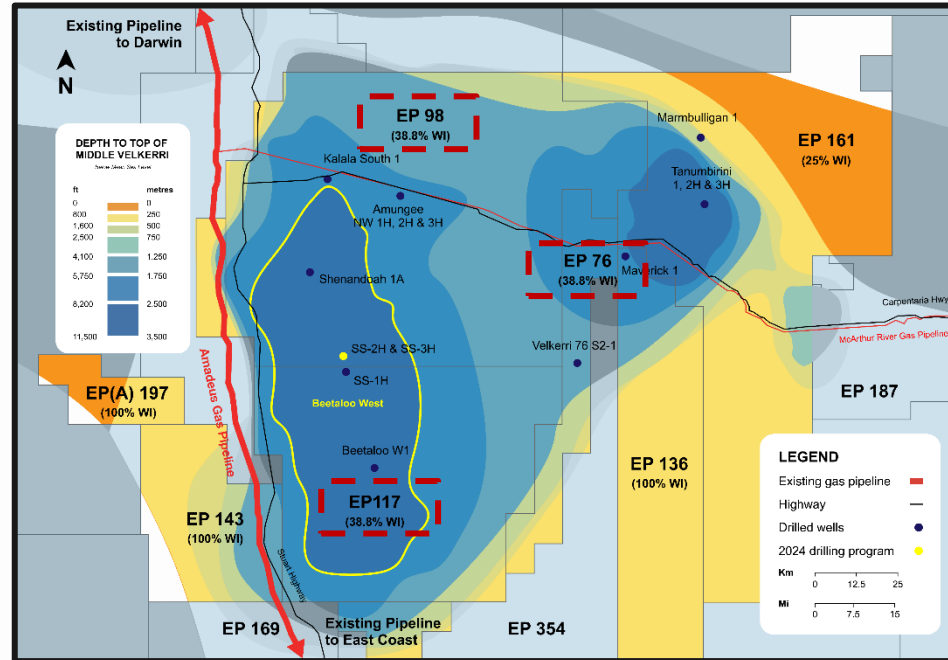 Existing Pipeline
to Darwin
N
DEPTH TO TOP OF
MIDDLE VELKERRI
ft
metres
0 0
800 250
1,600 500
2,500 750
4,100 1,250
5,750 1,750
8,200 2,500
11,500 3,500
EP 98
(38.8% WI)
Kalala South 1
Amungee
NW 1H, 2H & 3H
Marmbulligan 1
Tanumbirini
1, 2H & 3H
EP 161
(25% WI)
EP 76
(38.8% WI)
Maverick 1
Shenandoah 1A
Carpentaria Hwy
McArthur River Gas Pipeline
Velkerri 76 S2-1
SS-2H & SS-3H
SS-1H
Beetaloo West
EP(A) 197
(100% WI)
Amadeus Gas Pipeline
EP 187
Beetaloo W1
EP117
(38.8% WI)
EP 136
(100% WI)
EP 143
(100% WI)
Stuart Highway
EP 169
Existing Pipeline
to East Coast
EP 354
LEGEND
Existing gas pipeline
Highway
Drilled wells
2024 drilling program
Km
0 12.5 25
Mi
0 7.5 15